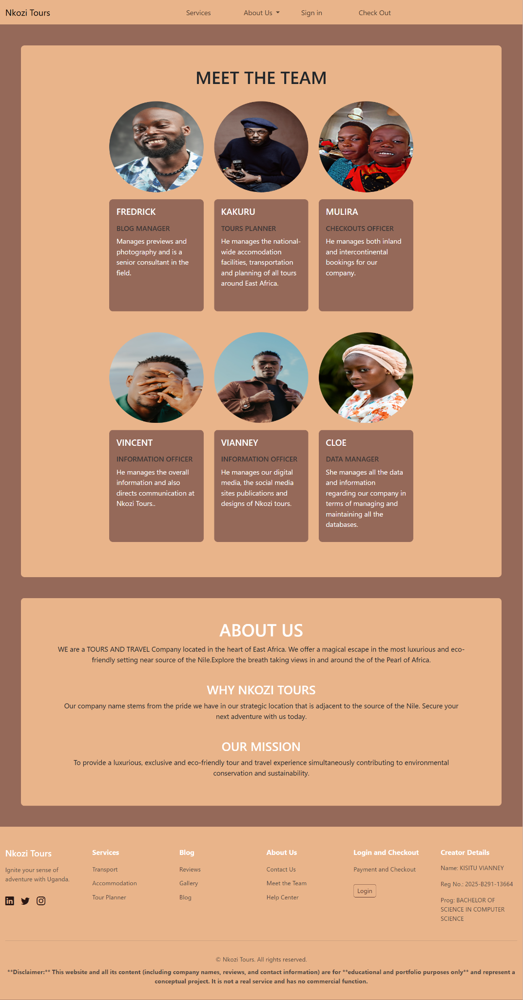 Nkozi Tours
Services
About Us
Sign in
Check Out
MEET THE TEAM
FREDRICK
BLOG MANAGER
Manages previews and
photography and is a
senior consultant in the
field.
KAKURU
TOURS PLANNER
He manages the national-
wide accomodation
facilities, transportation
and planning of all tours
around East Africa.
MULIRA
CHECKOUTS OFFICER
He manages both inland
and intercontinental
bookings for our
company.
VINCENT
INFORMATION OFFICER
He manages the overall
information and also
directs communication at
Nkozi Tours..
VIANNEY
INFORMATION OFFICER
He manages our digital
media, the social media
sites publications and
designs of Nkozi tours.
CLOE
DATA MANAGER
She manages all the data
and information
regarding our company in
terms of managing and
maintaining all the
databases.
ABOUT US
WE are a TOURS AND TRAVEL Company located in the heart of East Africa. We offer a magical escape in the most luxurious and eco-
friendly setting near source of the Nile.Explore the breath taking views in and around the of the Pearl of Africa.
WHY NKOZI TOURS
Our company name stems from the pride we have in our strategic location that is adjacent to the source of the Nile. Secure your
next adventure with us today.
OUR MISSION
To provide a luxurious, exclusive and eco-friendly tour and travel experience simultaneously contributing to environmental
conservation and sustainability.
Nkozi Tours
Ignite your sense of
adventure with Uganda.
Services
Transport
Accommodation
Tour Planner
Blog
Reviews
Gallery
Blog
About Us
Contact Us
Meet the Team
Help Center
Login and Checkout
Payment and Checkout
Login
Creator Details
Name: KISITU VIANNEY
Reg No.: 2025-B291-13664
Prog: BACHELOR OF
SCIENCE IN COMPUTER
SCIENCE
© Nkozi Tours. All rights reserved.
**Disclaimer:** This website and all its content (including company names, reviews, and contact information) are for **educational and portfolio purposes only** and represent a
conceptual project. It is not a real service and has no commercial function.